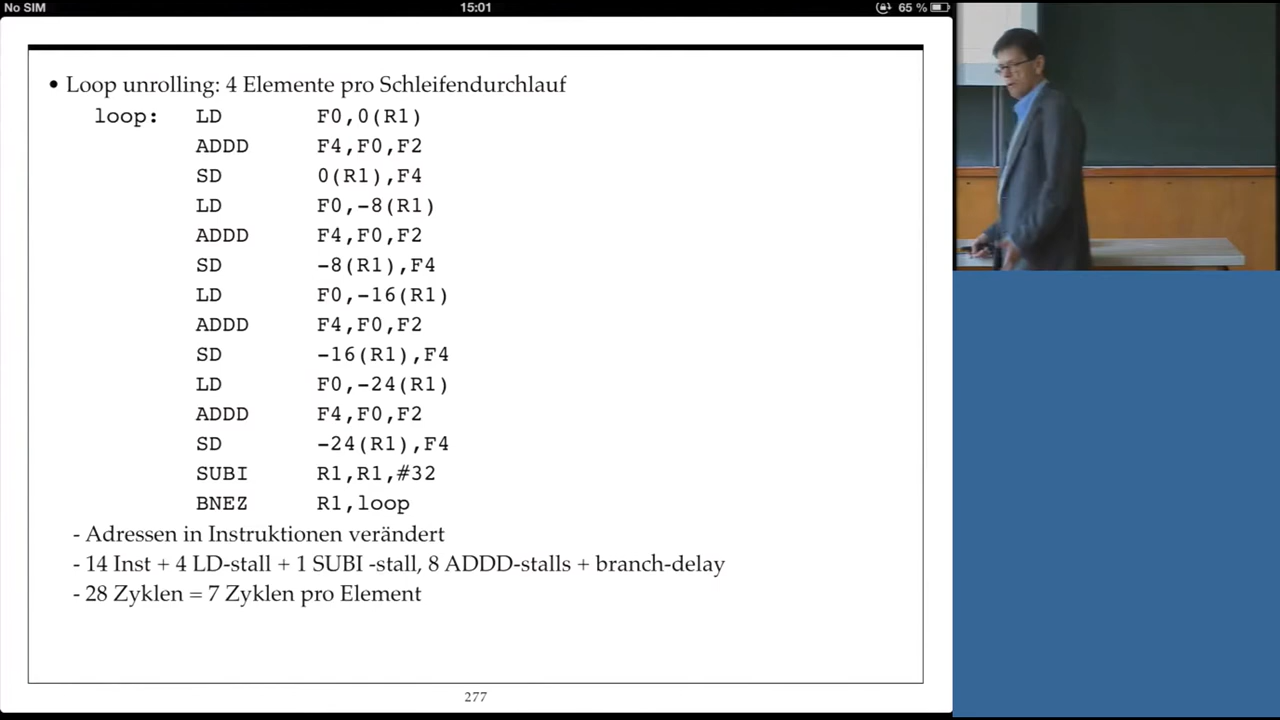 No SIM 15:01 65 %
• Loop unrolling: 4 Elemente pro Schleifendurchlauf
loop: LD F0,0(R1)
ADDD F4,F0,F2
SD 0(R1),F4
LD F0,-8(R1)
ADDD F4,F0,F2
SD -8(R1),F4
LD F0,-16(R1)
ADDD F4,F0,F2
SD -16(R1),F4
LD F0,-24(R1)
ADDD F4,F0,F2
SD -24(R1),F4
SUBI R1,R1,#32
BNEZ R1,loop
- Adressen in Instruktionen verändert
- 14 Inst + 4 LD-stall + 1 SUBI -stall, 8 ADDD-stalls + branch-delay
- 28 Zyklen = 7 Zyklen pro Element
277